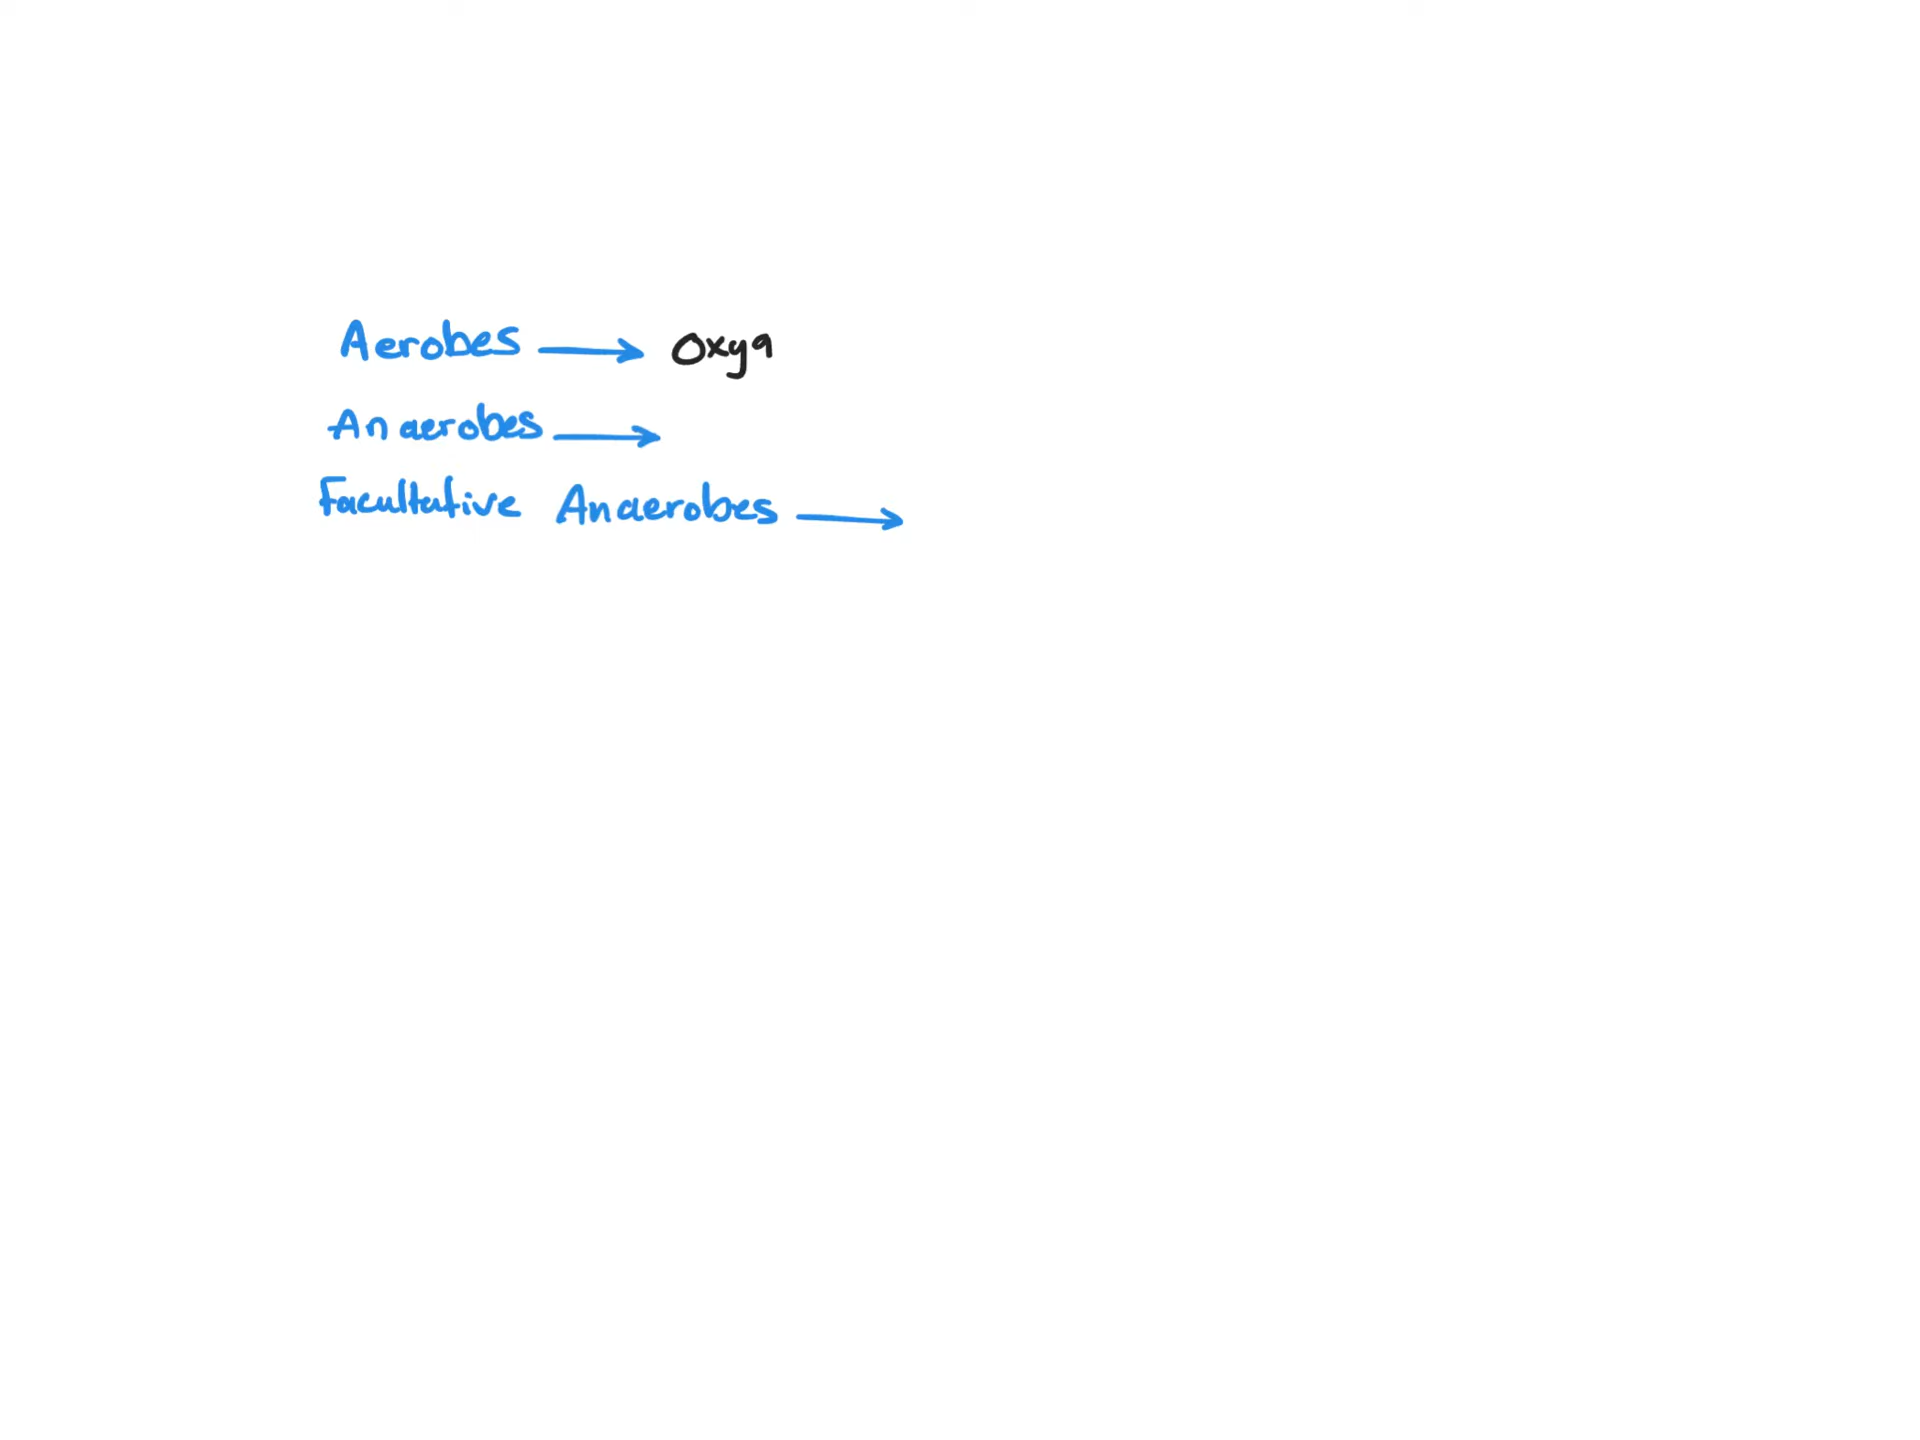 Aerobes → Oxyg
Anaerobes →
Facultative Anaerobes →